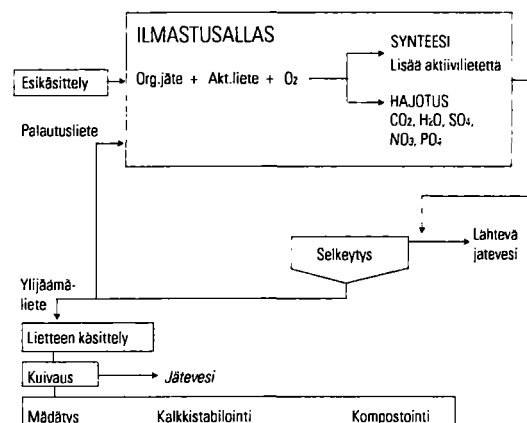 ILMASTUSALLAS
SYNTEESI
Lisää aktiivilietettä
Esikäsittely
Org.jäte + Akt.liete + O₂
HAJOTUS
CO₂, H₂O, SO₄,
NO₃, PO₄
Palautusliete
Selkeytys
Lähtevä
jatevesi
Ylijäämä-
liete
Lietteen käsittely
Kuivaus
Jätevesi
Mädätys Kalkkistabilointi Kompostointi